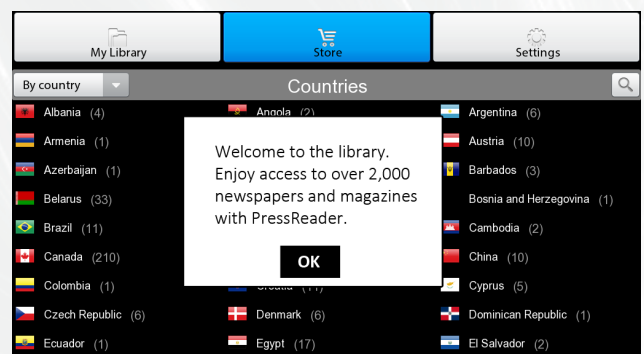 My Library
Store
Settings
By country
Countries
Albania (4)
Angola (2)
Argentina (6)
Armenia (1)
Austria (10)
Azerbaijan (1)
Barbados (3)
Belarus (33)
Bosnia and Herzegovina (1)
Brazil (11)
Cambodia (2)
Canada (210)
China (10)
Colombia (1)
Croatia (11)
Cyprus (5)
Czech Republic (6)
Denmark (6)
Dominican Republic (1)
Ecuador (1)
Egypt (17)
El Salvador (2)
Welcome to the library.
Enjoy access to over 2,000
newspapers and magazines
with PressReader.
OK